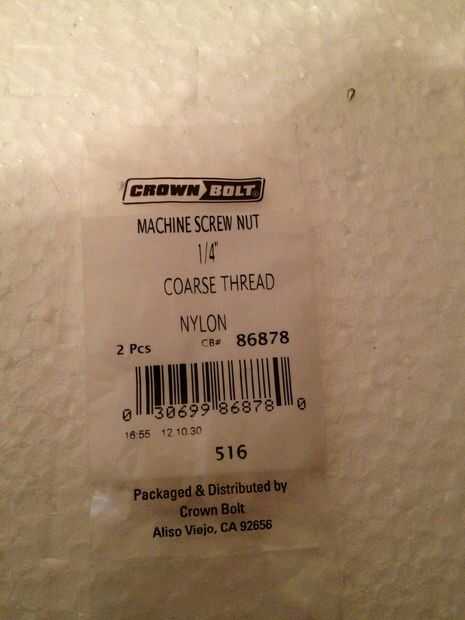 CROWN BOLT®
MACHINE SCREW NUT
1/4"
COARSE THREAD
NYLON
2 Pcs CB# 86878
0 30699 86878 0
16:55 12.10.30
516
Packaged & Distributed by
Crown Bolt
Aliso Viejo, CA 92656